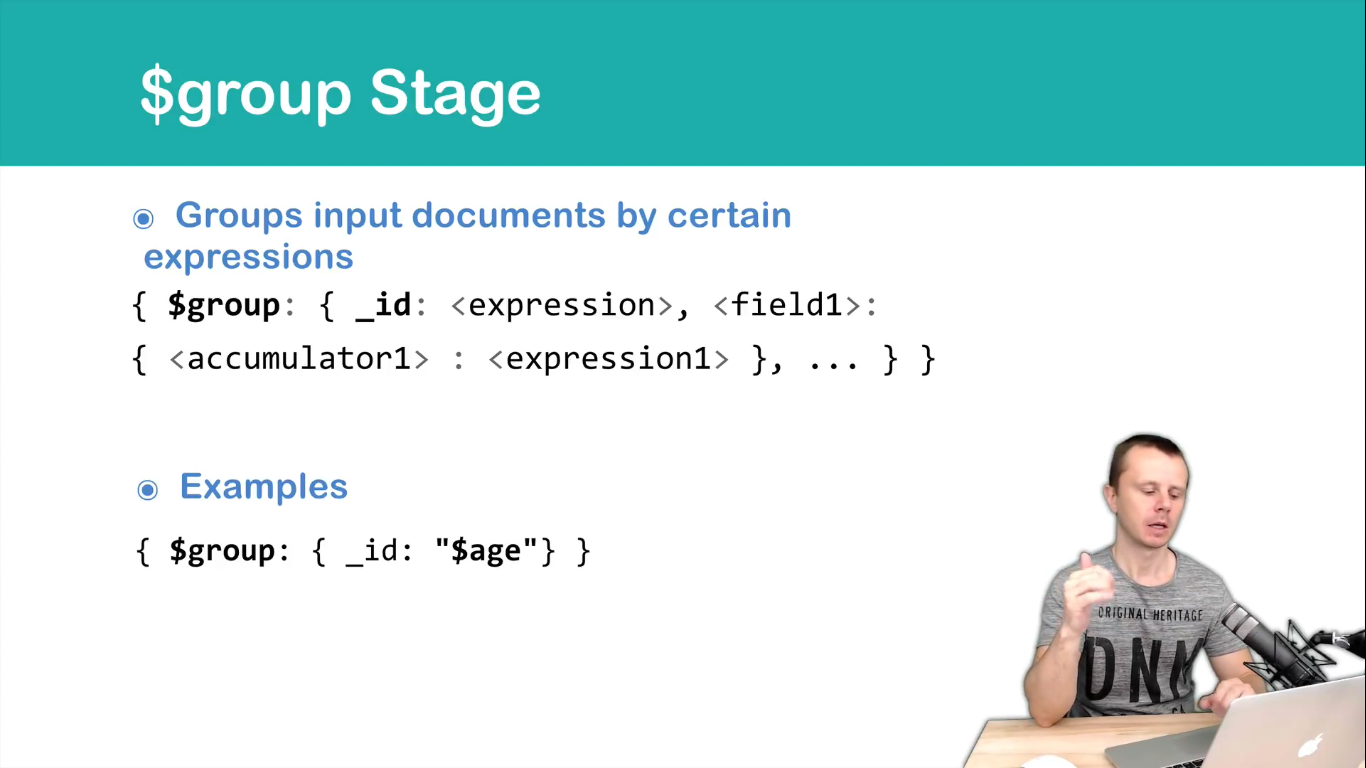 $group Stage
◉ Groups input documents by certain
expressions
{ $group: { _id: <expression>, <field1>:
{ <accumulator1> : <expression1> }, ... } }
◉ Examples
{ $group: { _id: "$age"} }
ORIGINAL HERITAGE
DNM